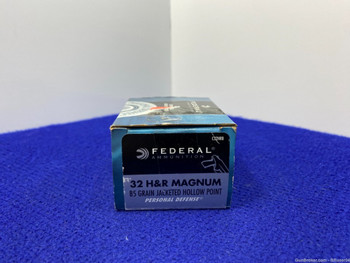 FEDERAL
AMMUNITION
32 H&R MAGNUM
85 GRAIN JACKETED HOLLOW POINT
PERSONAL DEFENSE